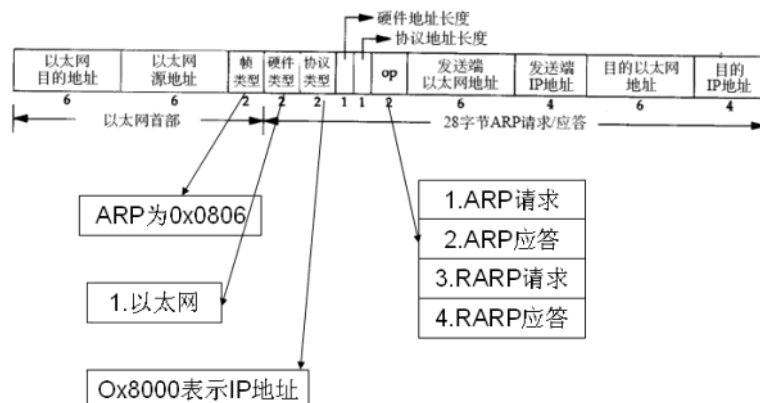 硬件地址长度
协议地址长度
以太网
目的地址
以太网
源地址
帧
类型
硬件
类型
协议
类型
op
发送端
以太网地址
发送端
IP地址
目的以太网
地址
目的
IP地址
6
6
2
2
2
1
1
2
6
4
6
4
以太网首部
28字节ARP请求/应答
ARP为0x0806
1.以太网
Ox8000表示IP地址
1.ARP请求
2.ARP应答
3.RARP请求
4.RARP应答